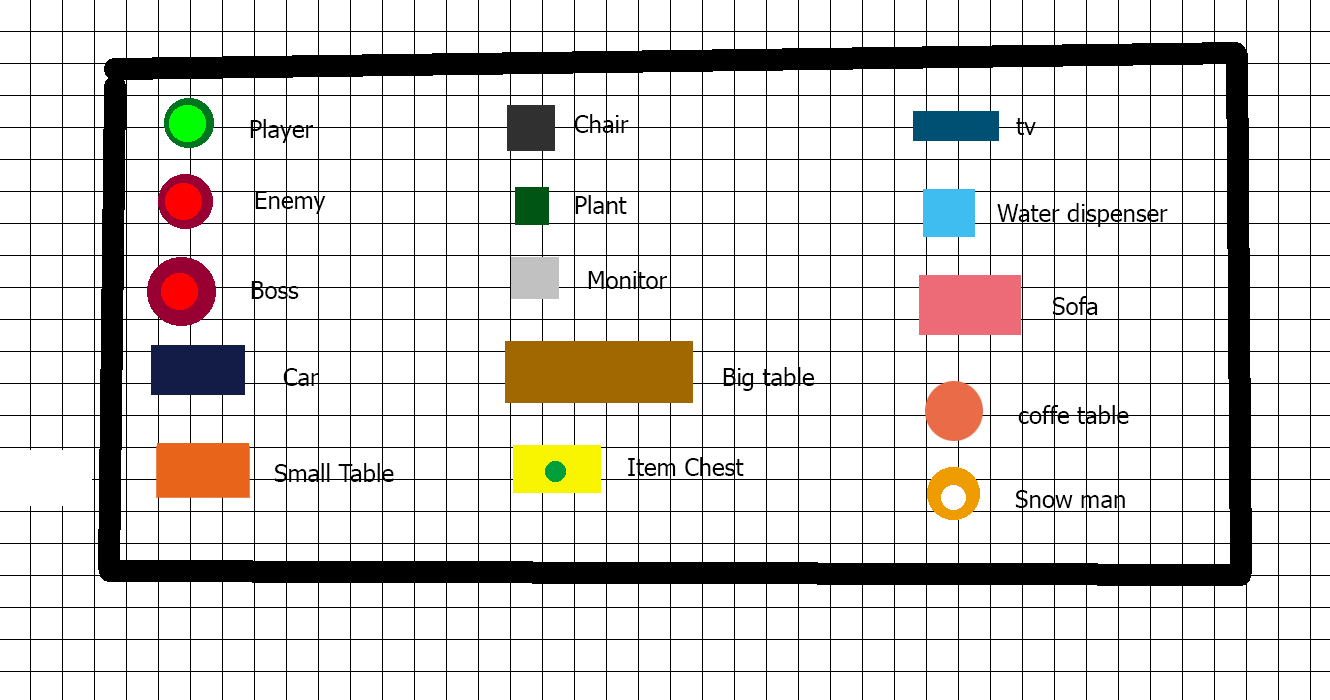 Player
Enemy
Boss
Car
Small Table
Chair
Plant
Monitor
Big table
Item Chest
tv
Water dispenser
Sofa
coffe table
Snow man